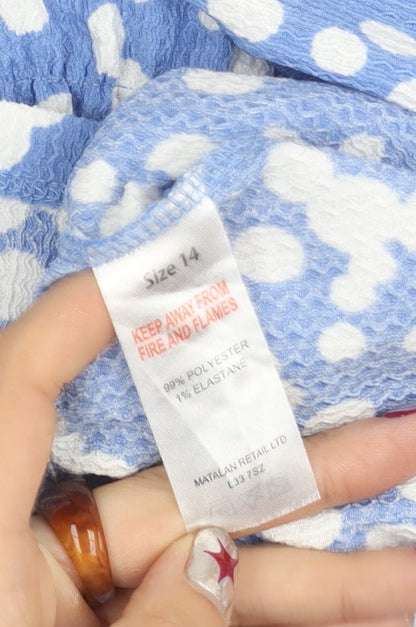 Size 14
KEEP AWAY FROM
FIRE AND FLAMES
99% POLYESTER
1% ELASTANE
MATALAN RETAIL LTD
L33 7SZ